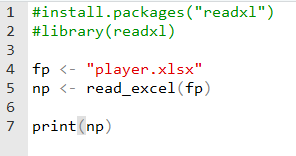 1 #install.packages("readxl")
2 #library(readxl)
3
4 fp <- "player.xlsx"
5 np <- read_excel(fp)
6
7 print(np)